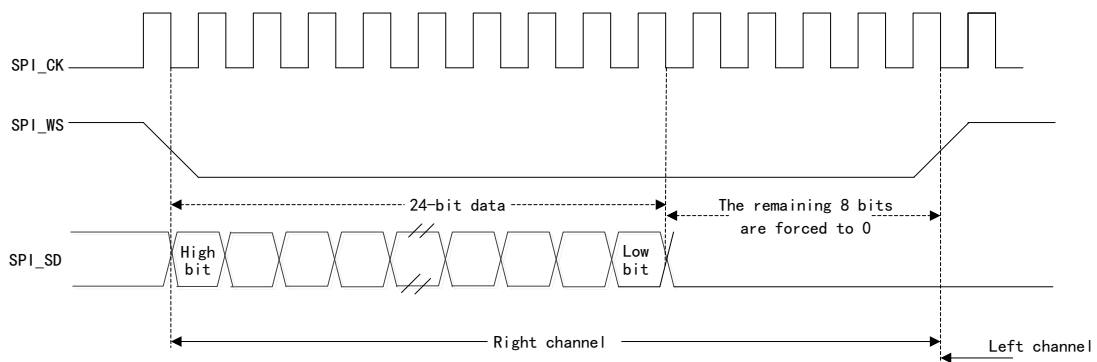 SPI_CK
SPI_WS
24-bit data
The remaining 8 bits
are forced to 0
SPI_SD
High
bit
Low
bit
Right channel
Left channel